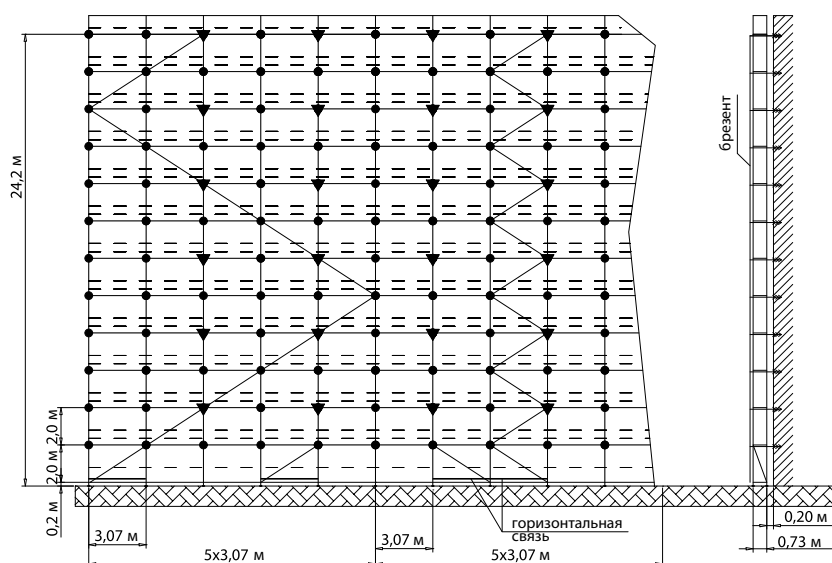 24,2 м
брезент
2,0 м
2,0 м
0,2 м
горизонтальная
связь
3,07 м
3,07 м
5x3,07 м
5x3,07 м
0,20 м
0,73 м